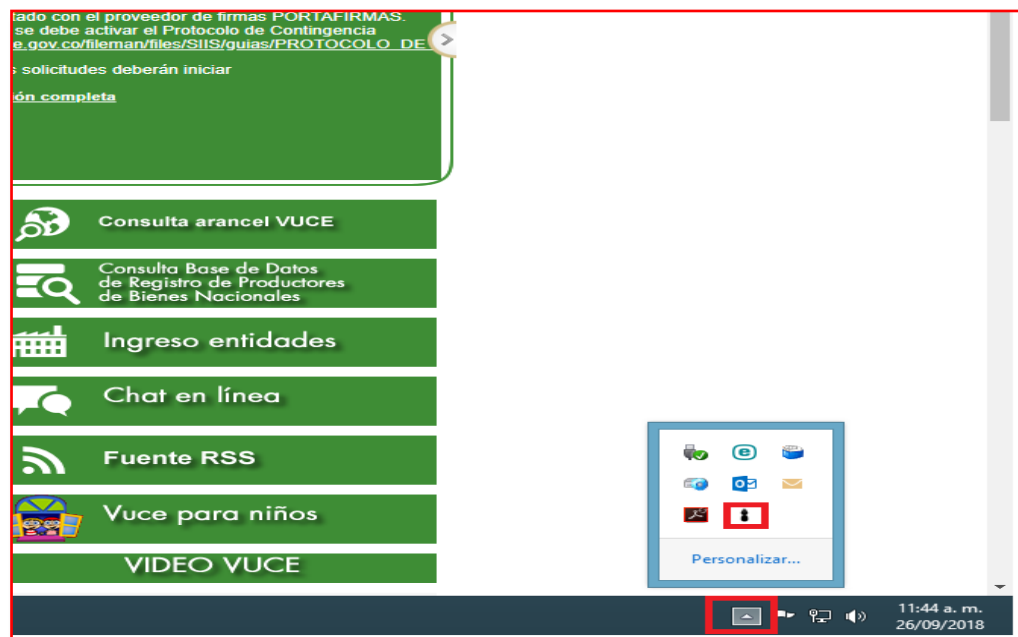 tado con el proveedor de firmas PORTAFIRMAS.
se debe activar el Protocolo de Contingencia
e.gov.co/fileman/files/SIIS/guias/PROTOCOLO_DE
s solicitudes deberán iniciar
ón completa
Consulta arancel VUCE
Consulta Base de Datos
de Registro de Productores
de Bienes Nacionales
Ingreso entidades
Chat en línea
Fuente RSS
Vuce para niños
VIDEO VUCE
Personalizar...
11:44 a. m.
26/09/2018